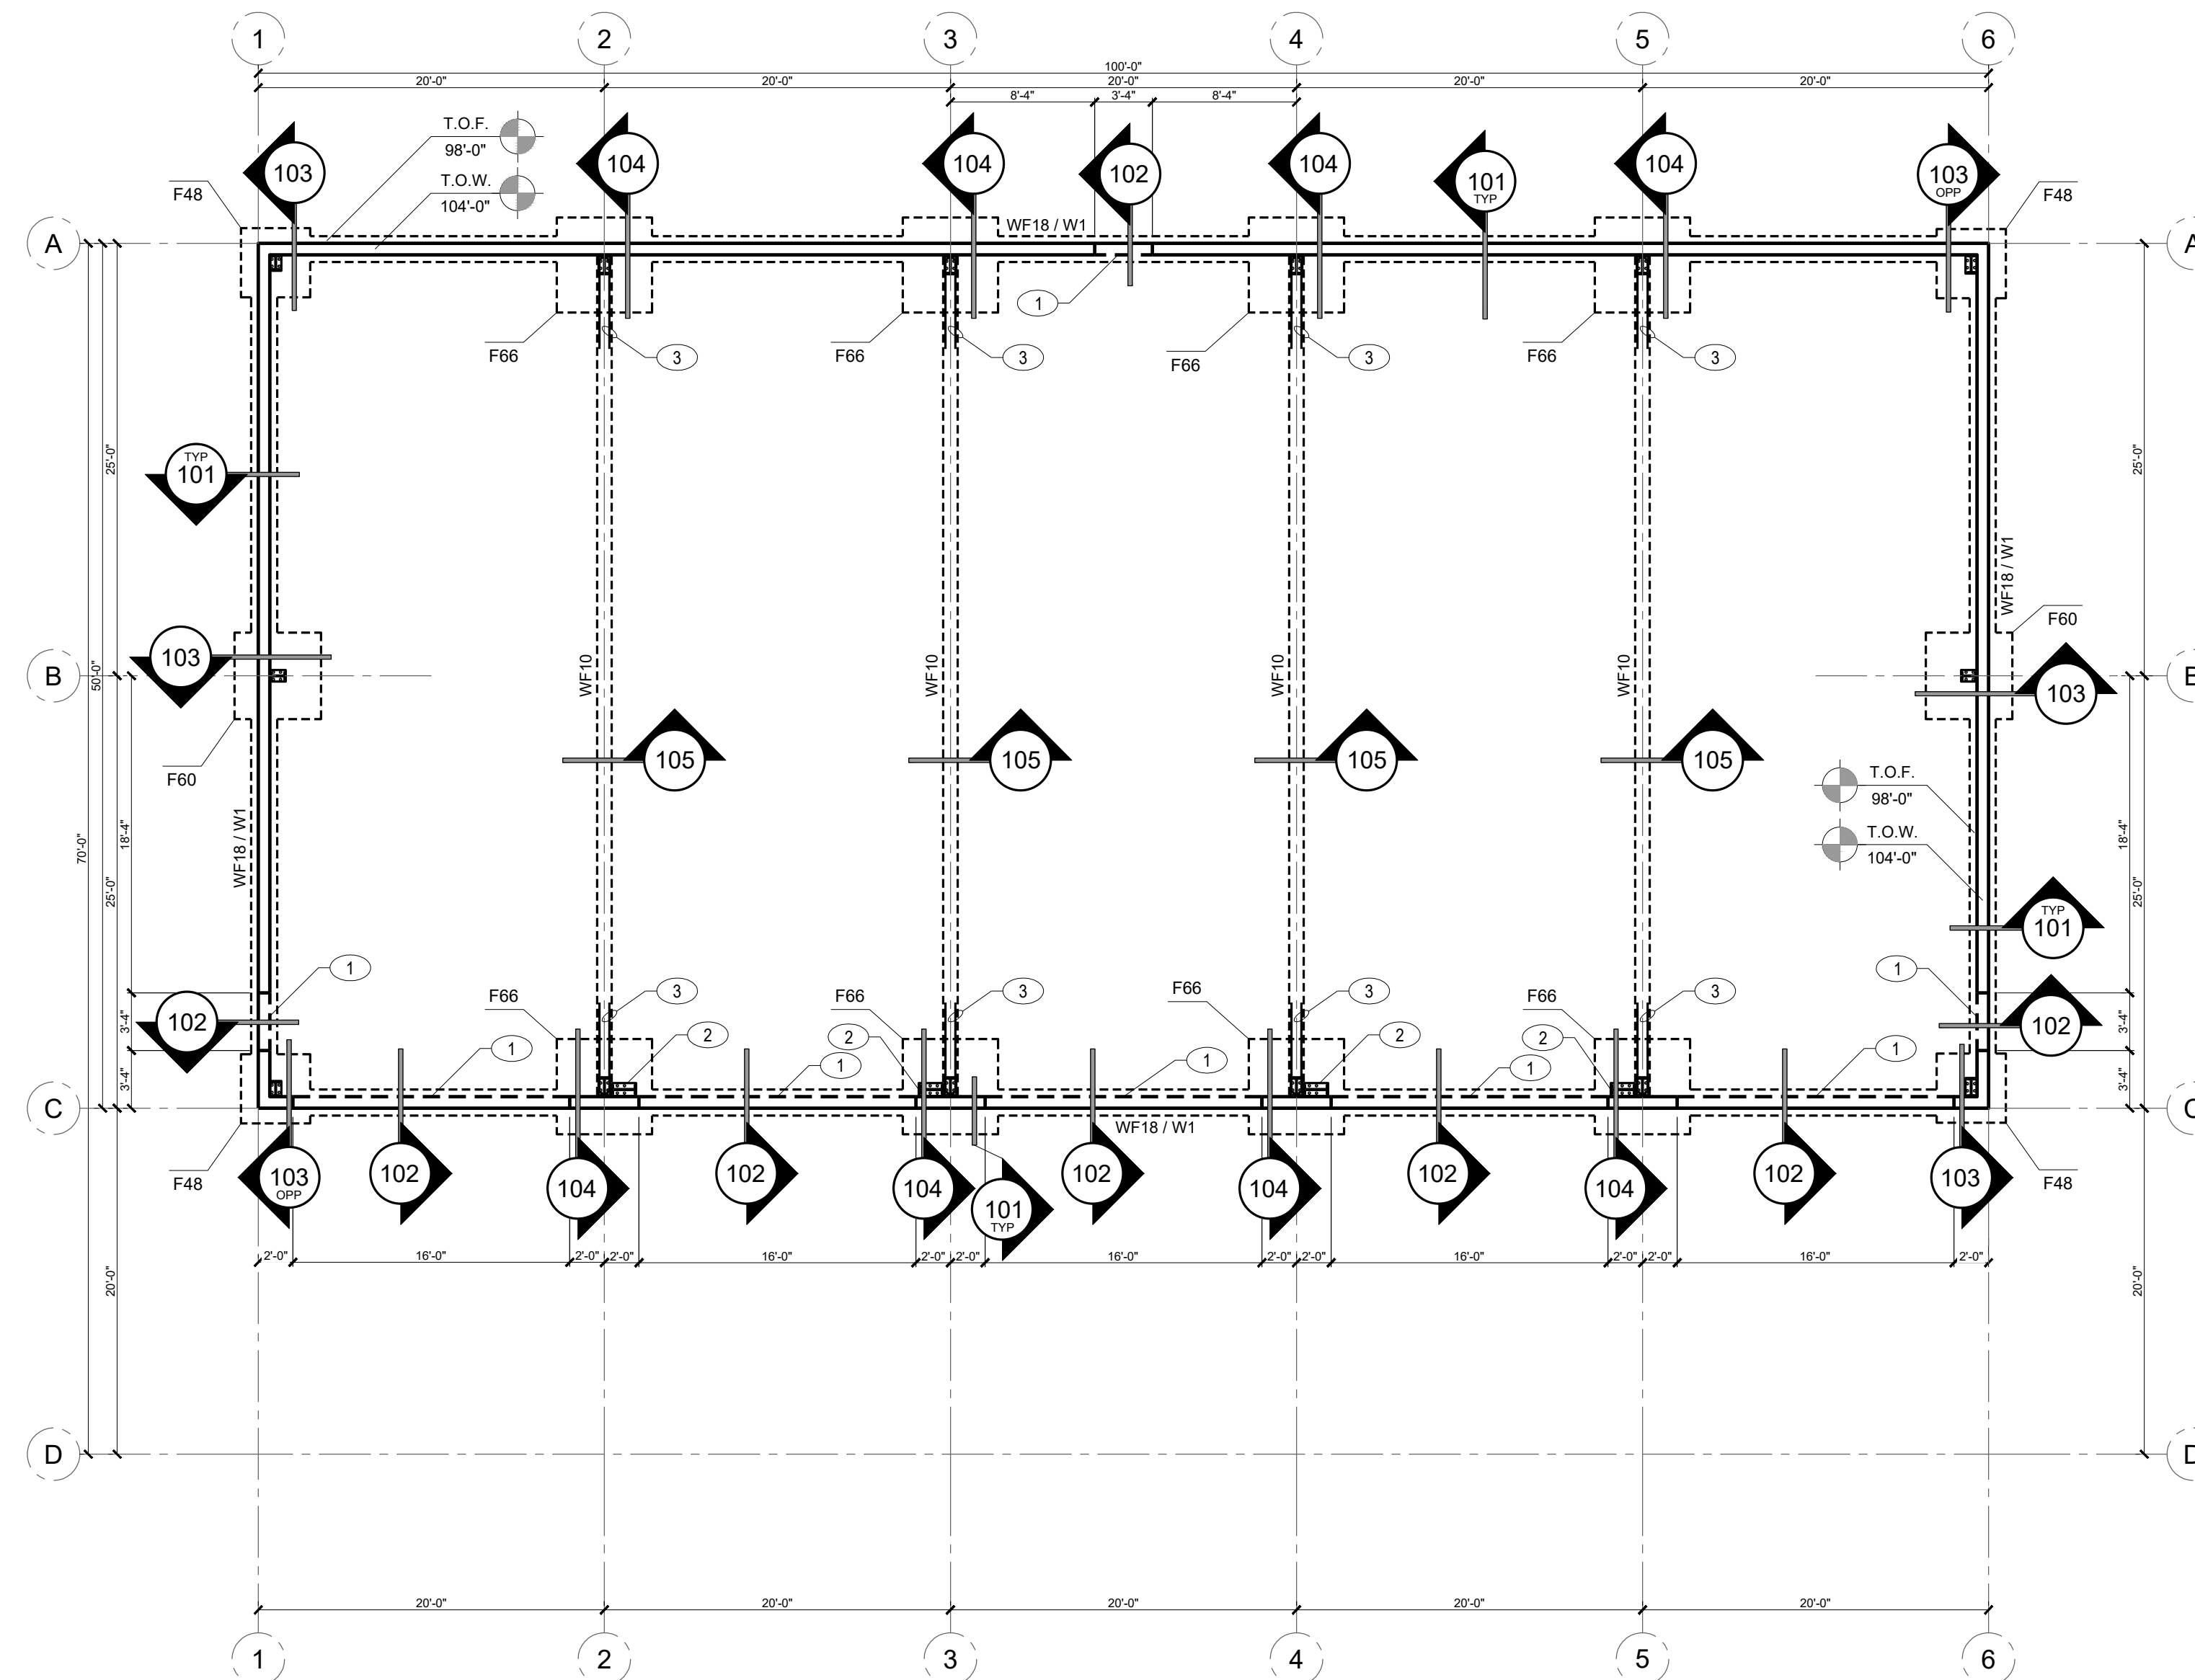 1 2 3 4 5 6
100'-0"
20'-0" 20'-0" 20'-0" 20'-0" 20'-0"
8'-4" 3'-4" 8'-4"
T.O.F.
98'-0"
T.O.W.
104'-0"
103
104
104
102
104
101
TYP
104
103
OPP
F48
F48
A
WF18 / W1
A
1
F66
3
F66
3
F66
3
F66
3
25'-0"
25'-0"
TYP
101
WF18 / W1
F60
103
B
50'-0"
WF10
WF10
WF10
WF10
103
B
F60
105
105
105
105
T.O.F.
98'-0"
T.O.W.
104'-0"
WF18 / W1
70'-0"
25'-0"
18'-4"
18'-4"
25'-0"
TYP
101
1
1
F66
3
F66
3
F66
3
F66
3
102
3'-4"
3'-4"
102
1
2
2
1
1
2
2
1
1
3'-4"
3'-4"
C
WF18 / W1
C
F48
103
OPP
102
104
102
104
101
TYP
102
104
102
104
102
103
F48
2'-0" 16'-0" 2'-0" 2'-0" 16'-0" 2'-0" 2'-0" 16'-0" 2'-0" 2'-0" 16'-0" 2'-0" 2'-0" 16'-0" 2'-0"
20'-0"
20'-0"
D
D
20'-0" 20'-0" 20'-0" 20'-0" 20'-0"
1 2 3 4 5 6